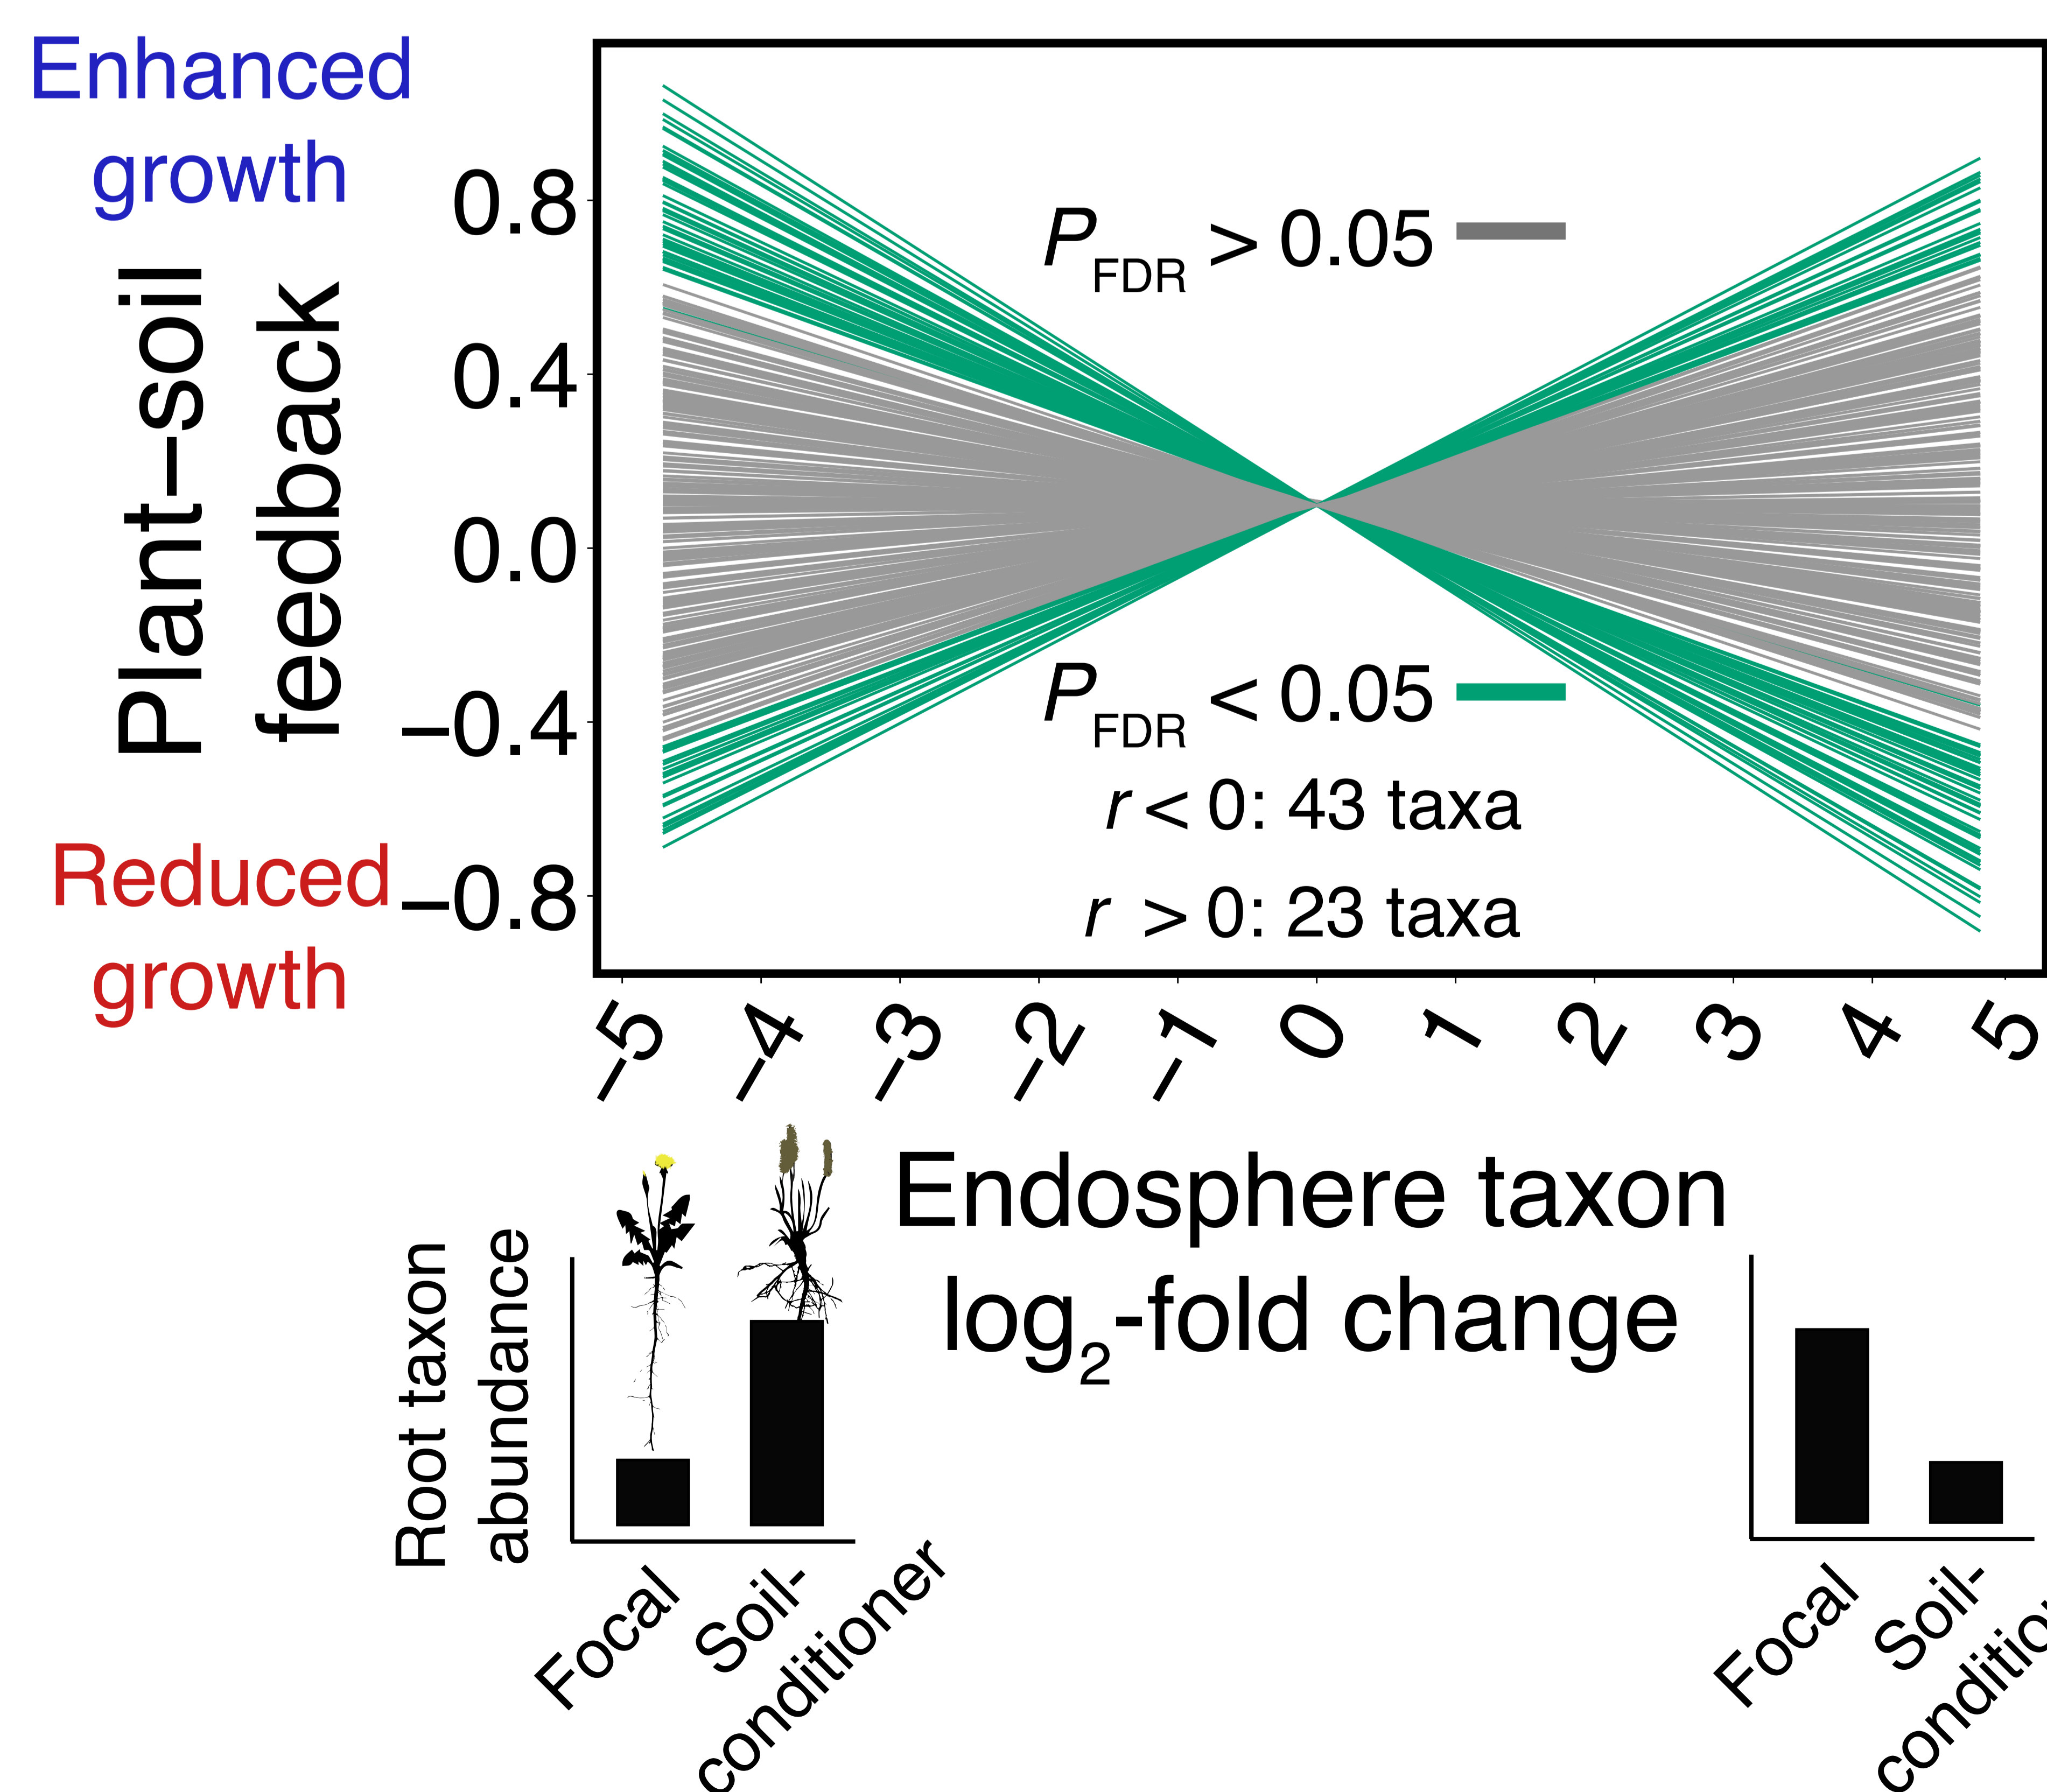 Enhanced
growth
Plant–soil
feedback
Reduced
growth
0.8
0.4
0.0
–0.4
–0.8
P FDR > 0.05
P FDR < 0.05
r < 0: 43 taxa
r > 0: 23 taxa
–5 –4 –3 –2 –1 0 1 2 3 4 5
Endosphere taxon
log2-fold change
Root taxon
abundance
Focal
Soil-
conditioner
Focal
Soil-